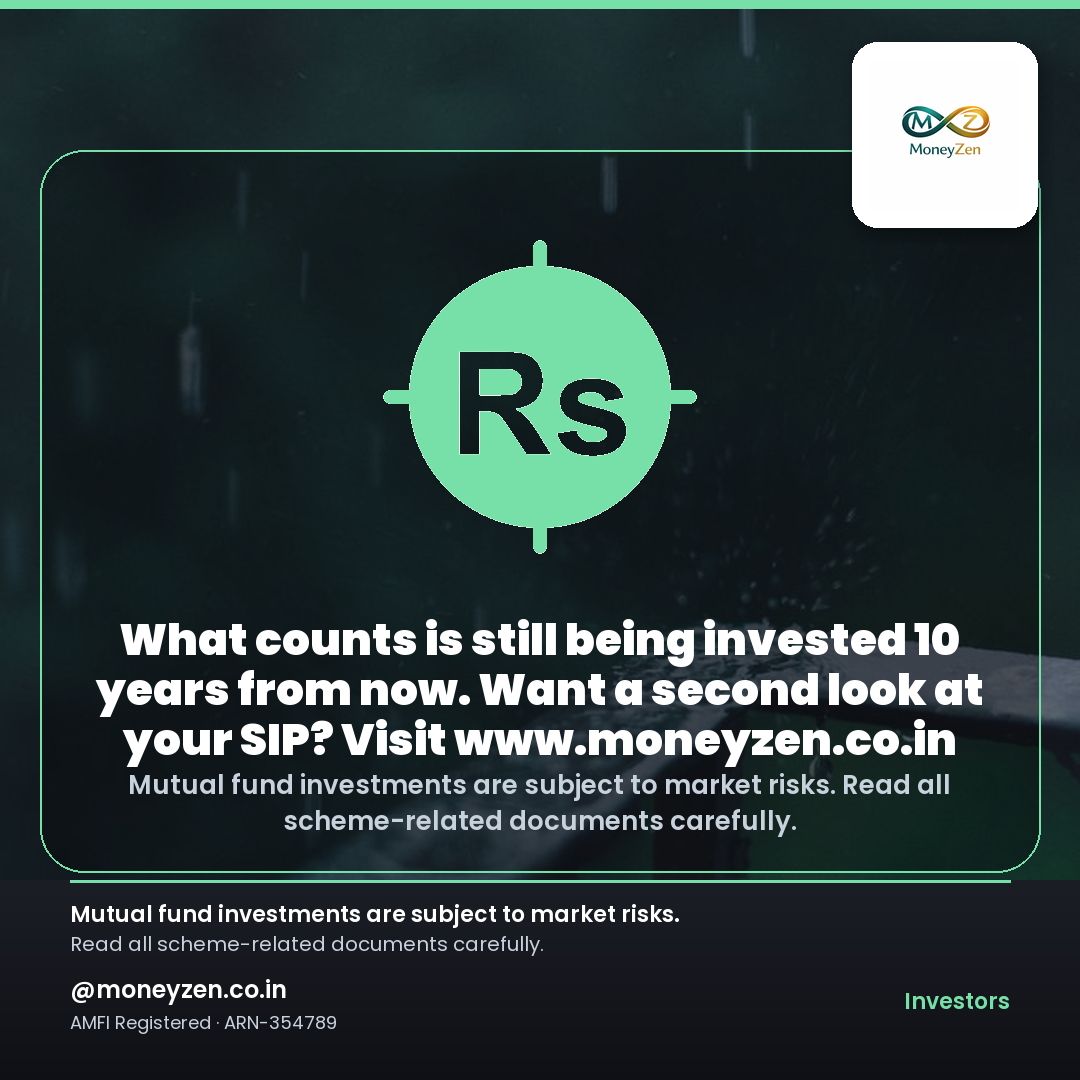 M Z
MoneyZen
Rs
What counts is still being invested 10
years from now. Want a second look at
your SIP? Visit www.moneyzen.co.in
Mutual fund investments are subject to market risks. Read all
scheme-related documents carefully.
Mutual fund investments are subject to market risks.
Read all scheme-related documents carefully.
@moneyzen.co.in
AMFI Registered · ARN-354789
Investors